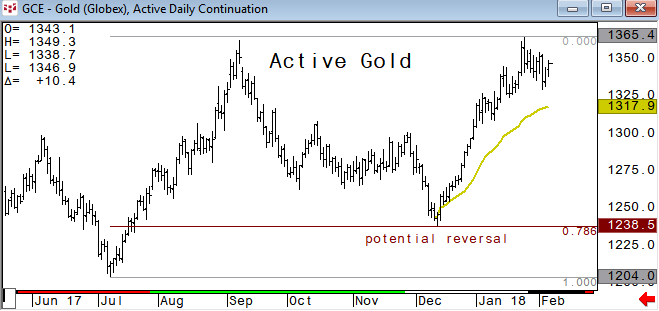 GCE - Gold (Globex), Active Daily Continuation
O= 1343.1
H= 1349.3
L= 1338.7
L= 1346.9
Δ= +10.4
Active Gold
0.000
1365.4
1350.0
1325.0
1317.9
1300.0
1275.0
1250.0
1238.5
0.786
potential reversal
1225.0
1204.0
1.000
Jun 17 Jul Aug Sep Oct Nov Dec Jan 18 Feb